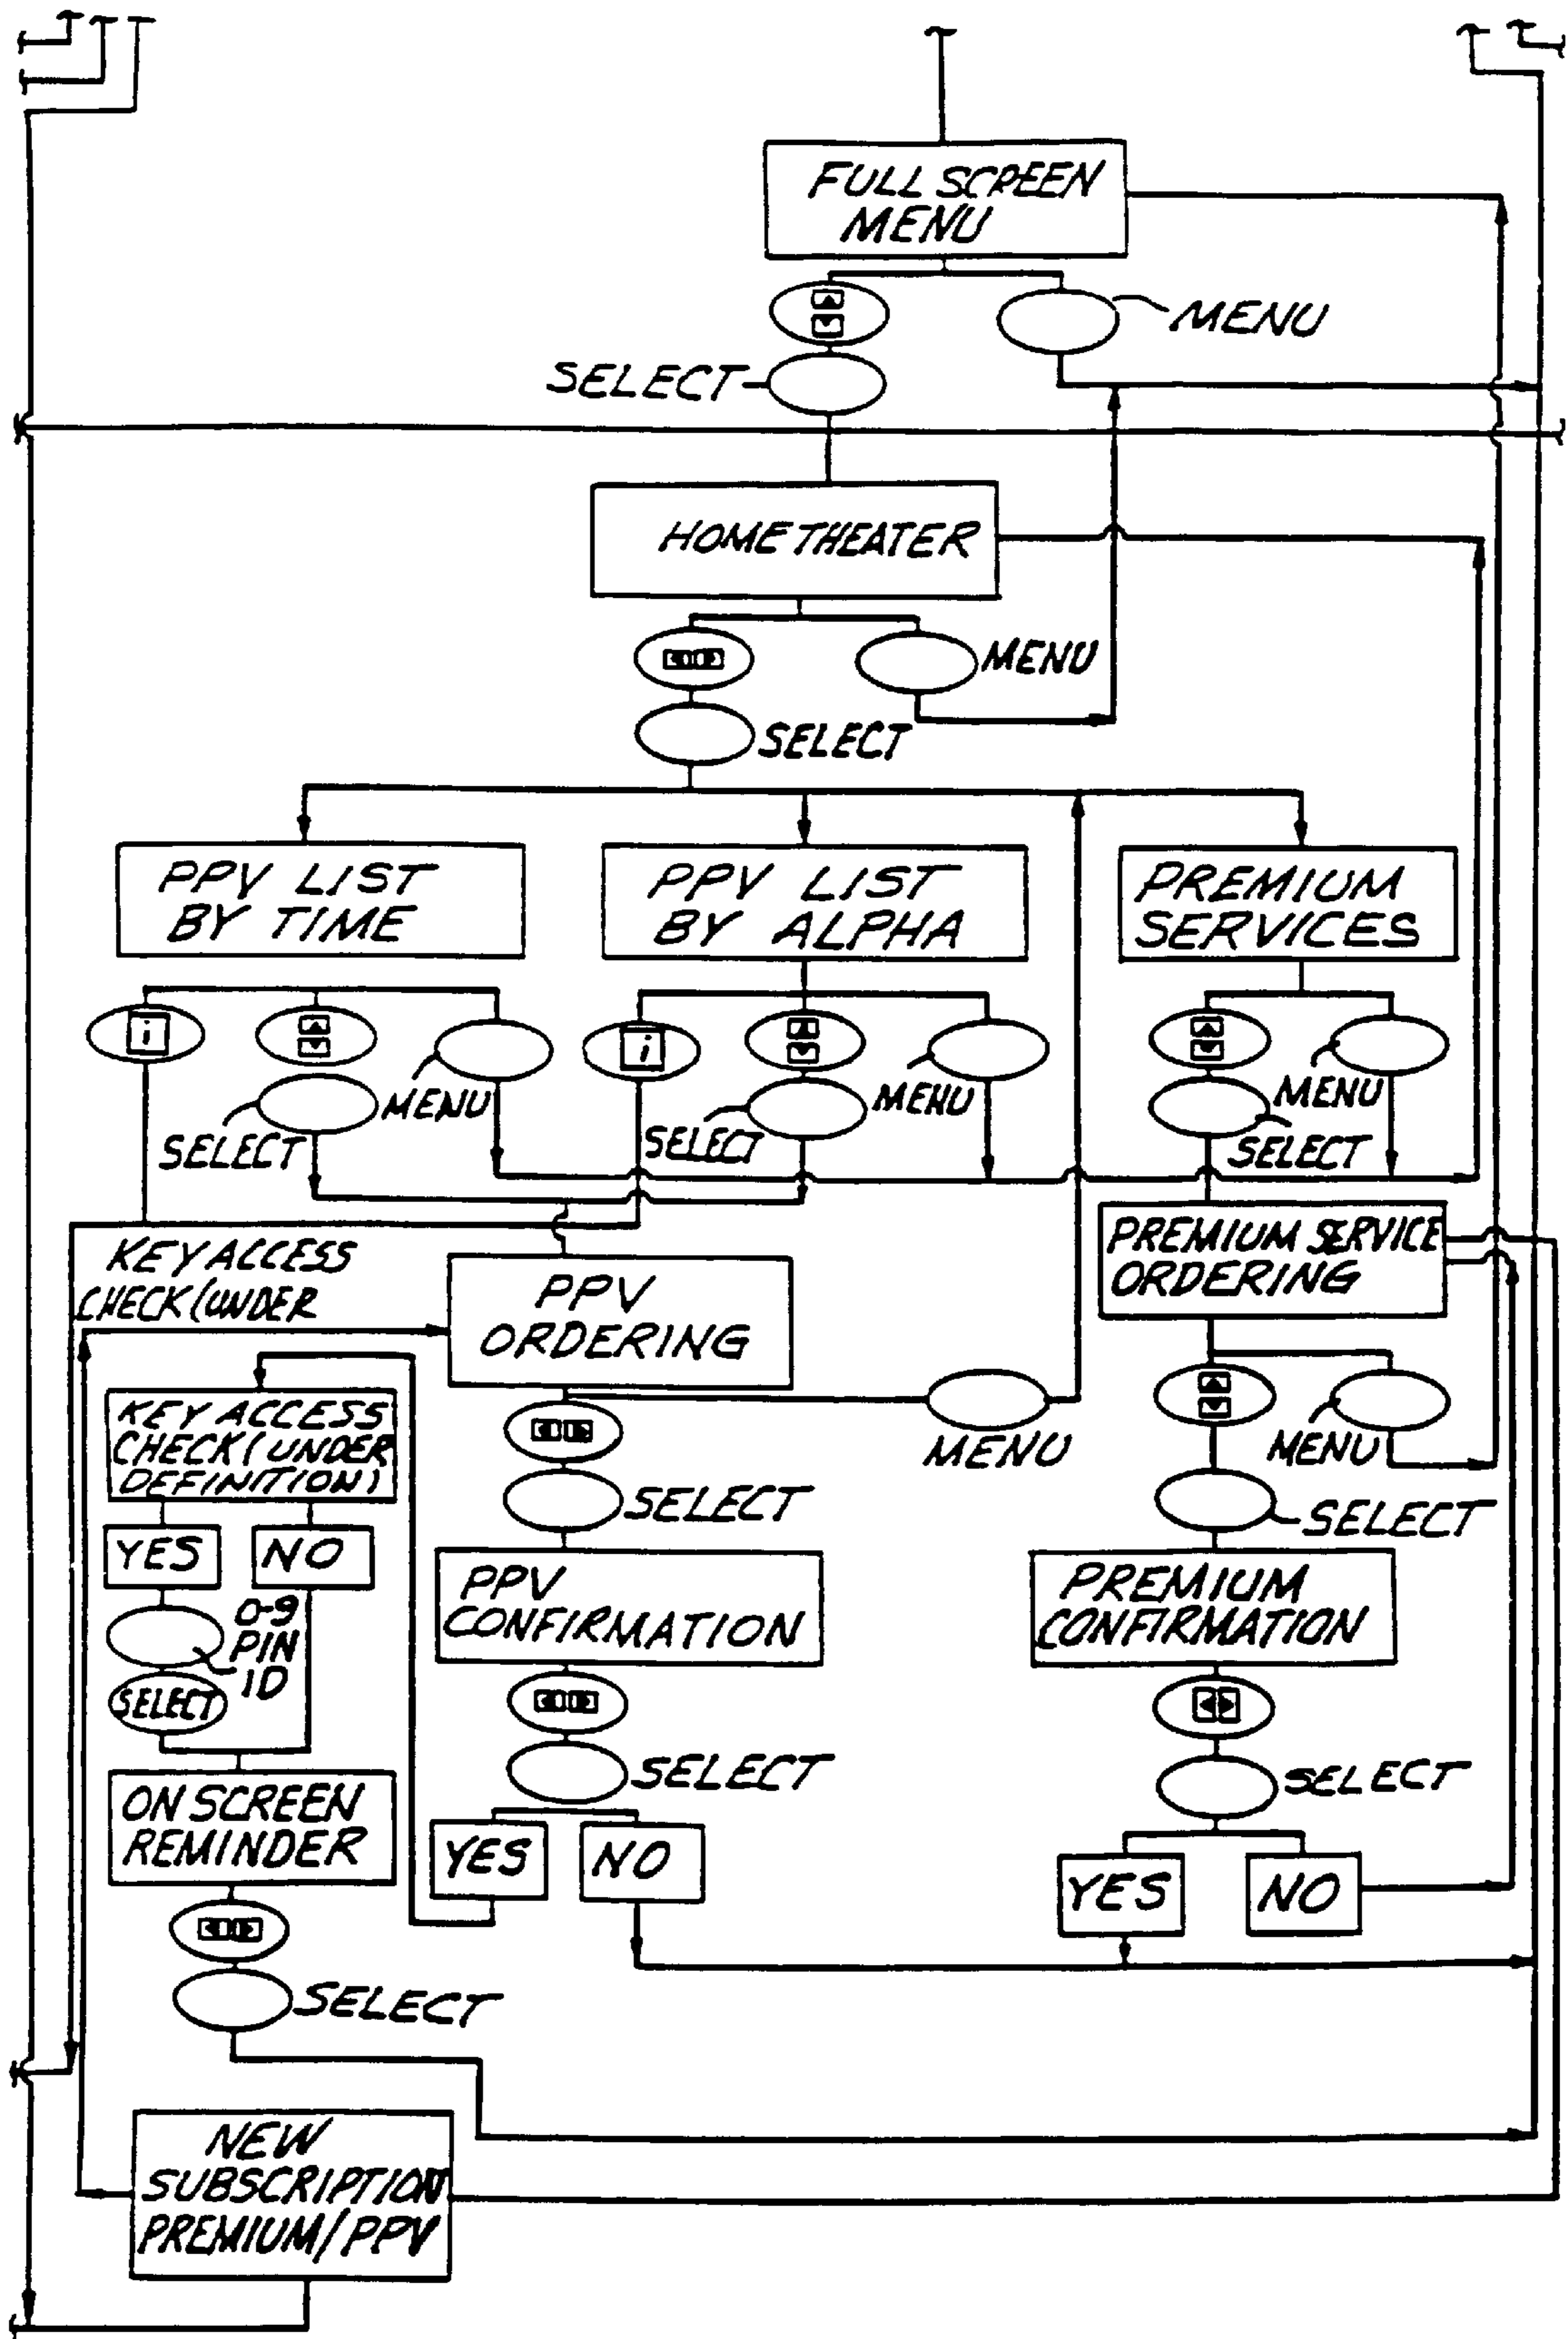 FULL SCREEN
MENU
MENU
SELECT
HOME THEATER
MENU
SELECT
PPV LIST
BY TIME
PPV LIST
BY ALPHA
PREMIUM
SERVICES
i
i
MENU
SELECT
MENU
SELECT
MENU
SELECT
KEY ACCESS
CHECK (UNDER
PPV
ORDERING
PREMIUM SERVICE
ORDERING
KEY ACCESS
CHECK (UNDER
DEFINITION)
MENU
MENU
SELECT
SELECT
YES
NO
0-9
PIN
ID
SELECT
PPV
CONFIRMATION
PREMIUM
CONFIRMATION
SELECT
SELECT
ON SCREEN
REMINDER
YES
NO
YES
NO
SELECT
NEW
SUBSCRIPTION
PREMIUM/PPV